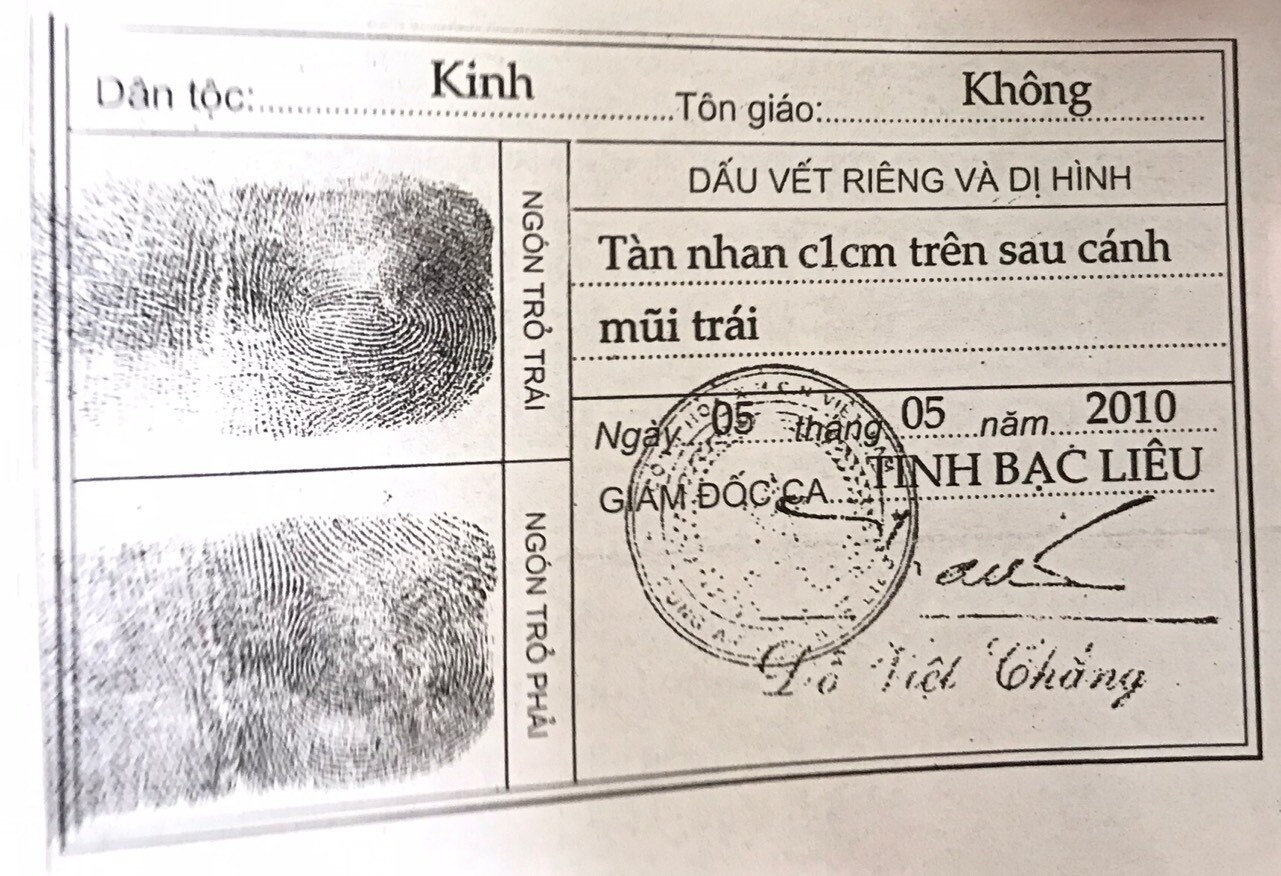 Dân tộc: Kinh Tôn giáo: Không
NGÓN TRỎ TRÁI
DẤU VẾT RIÊNG VÀ DỊ HÌNH
Tàn nhan c1cm trên sau cánh
mũi trái
Ngày 05 tháng 05 năm 2010
GIÁM ĐỐC CA TỈNH BẠC LIÊU
NGÓN TRỎ PHẢI
Đỗ Việt Thắng